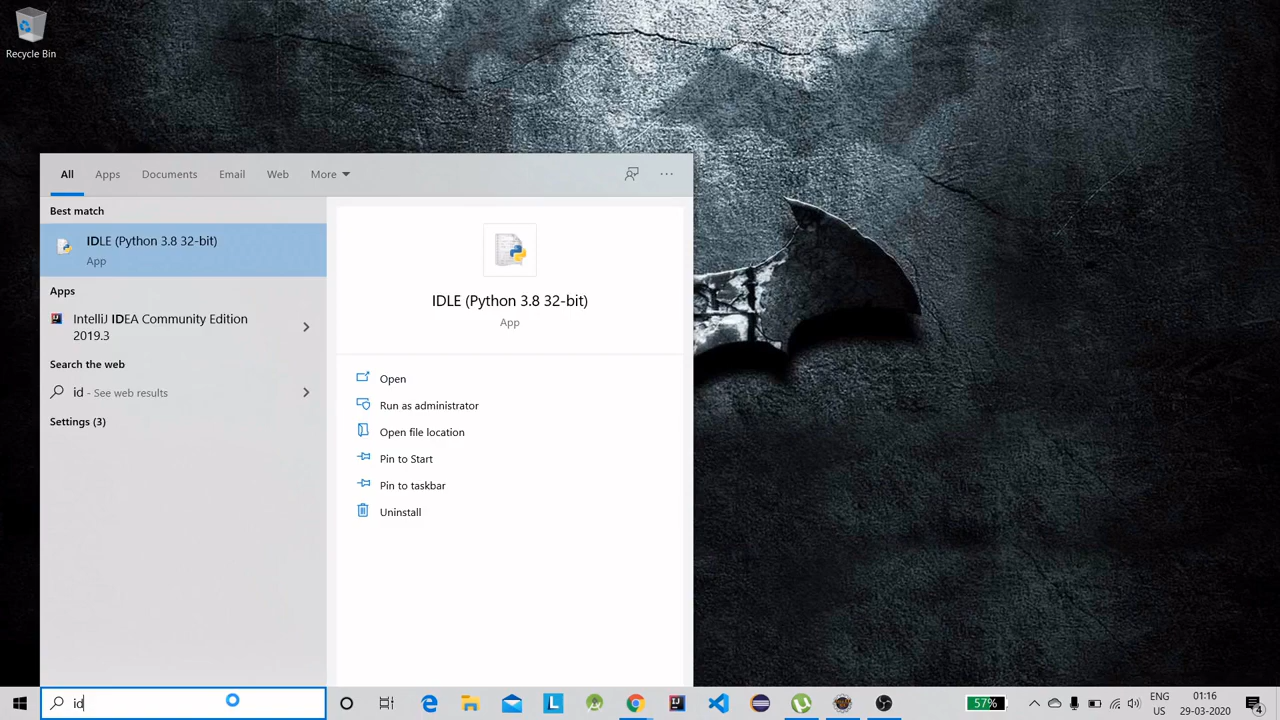 Recycle Bin
All Apps Documents Email Web More
Best match
IDLE (Python 3.8 32-bit)
App
Apps
IntelliJ IDEA Community Edition
2019.3
Search the web
id - See web results
Settings (3)
IDLE (Python 3.8 32-bit)
App
Open
Run as administrator
Open file location
Pin to Start
Pin to taskbar
Uninstall
id
L
57%
ENG
US
01:16
29-03-2020
4